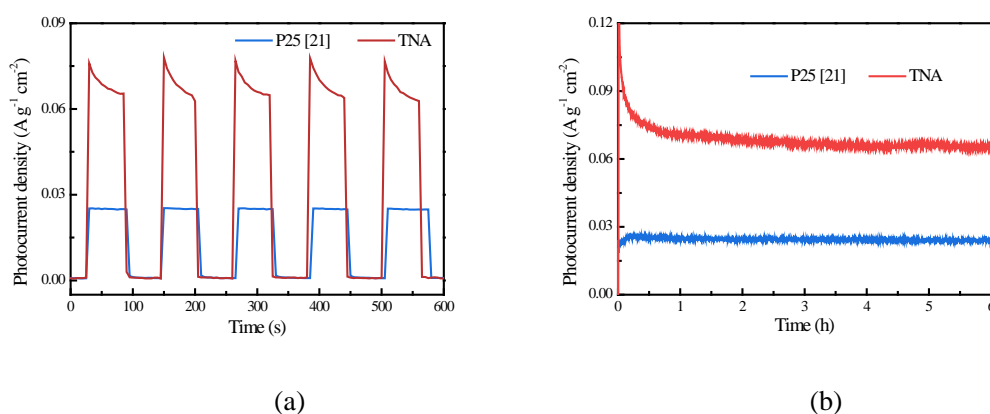 0.09
P25 [21] TNA
0.06
0.03
0.00
0 100 200 300 400 500 600
Photocurrent density (A g-1 cm-2)
Time (s)
(a)
0.12
0.09
P25 [21] TNA
0.06
0.03
0.00
0 1 2 3 4 5 6
Photocurrent density (A g-1 cm-2)
Time (h)
(b)